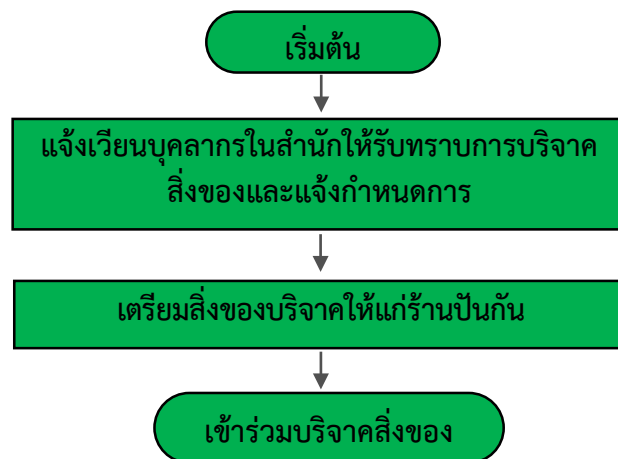 เริ่มต้น
แจ้งเวียนบุคลากรในสำนักให้รับทราบการบริจาค
สิ่งของและแจ้งกำหนดการ
เตรียมสิ่งของบริจาคให้แก่ร้านปันกัน
เข้าร่วมบริจาคสิ่งของ